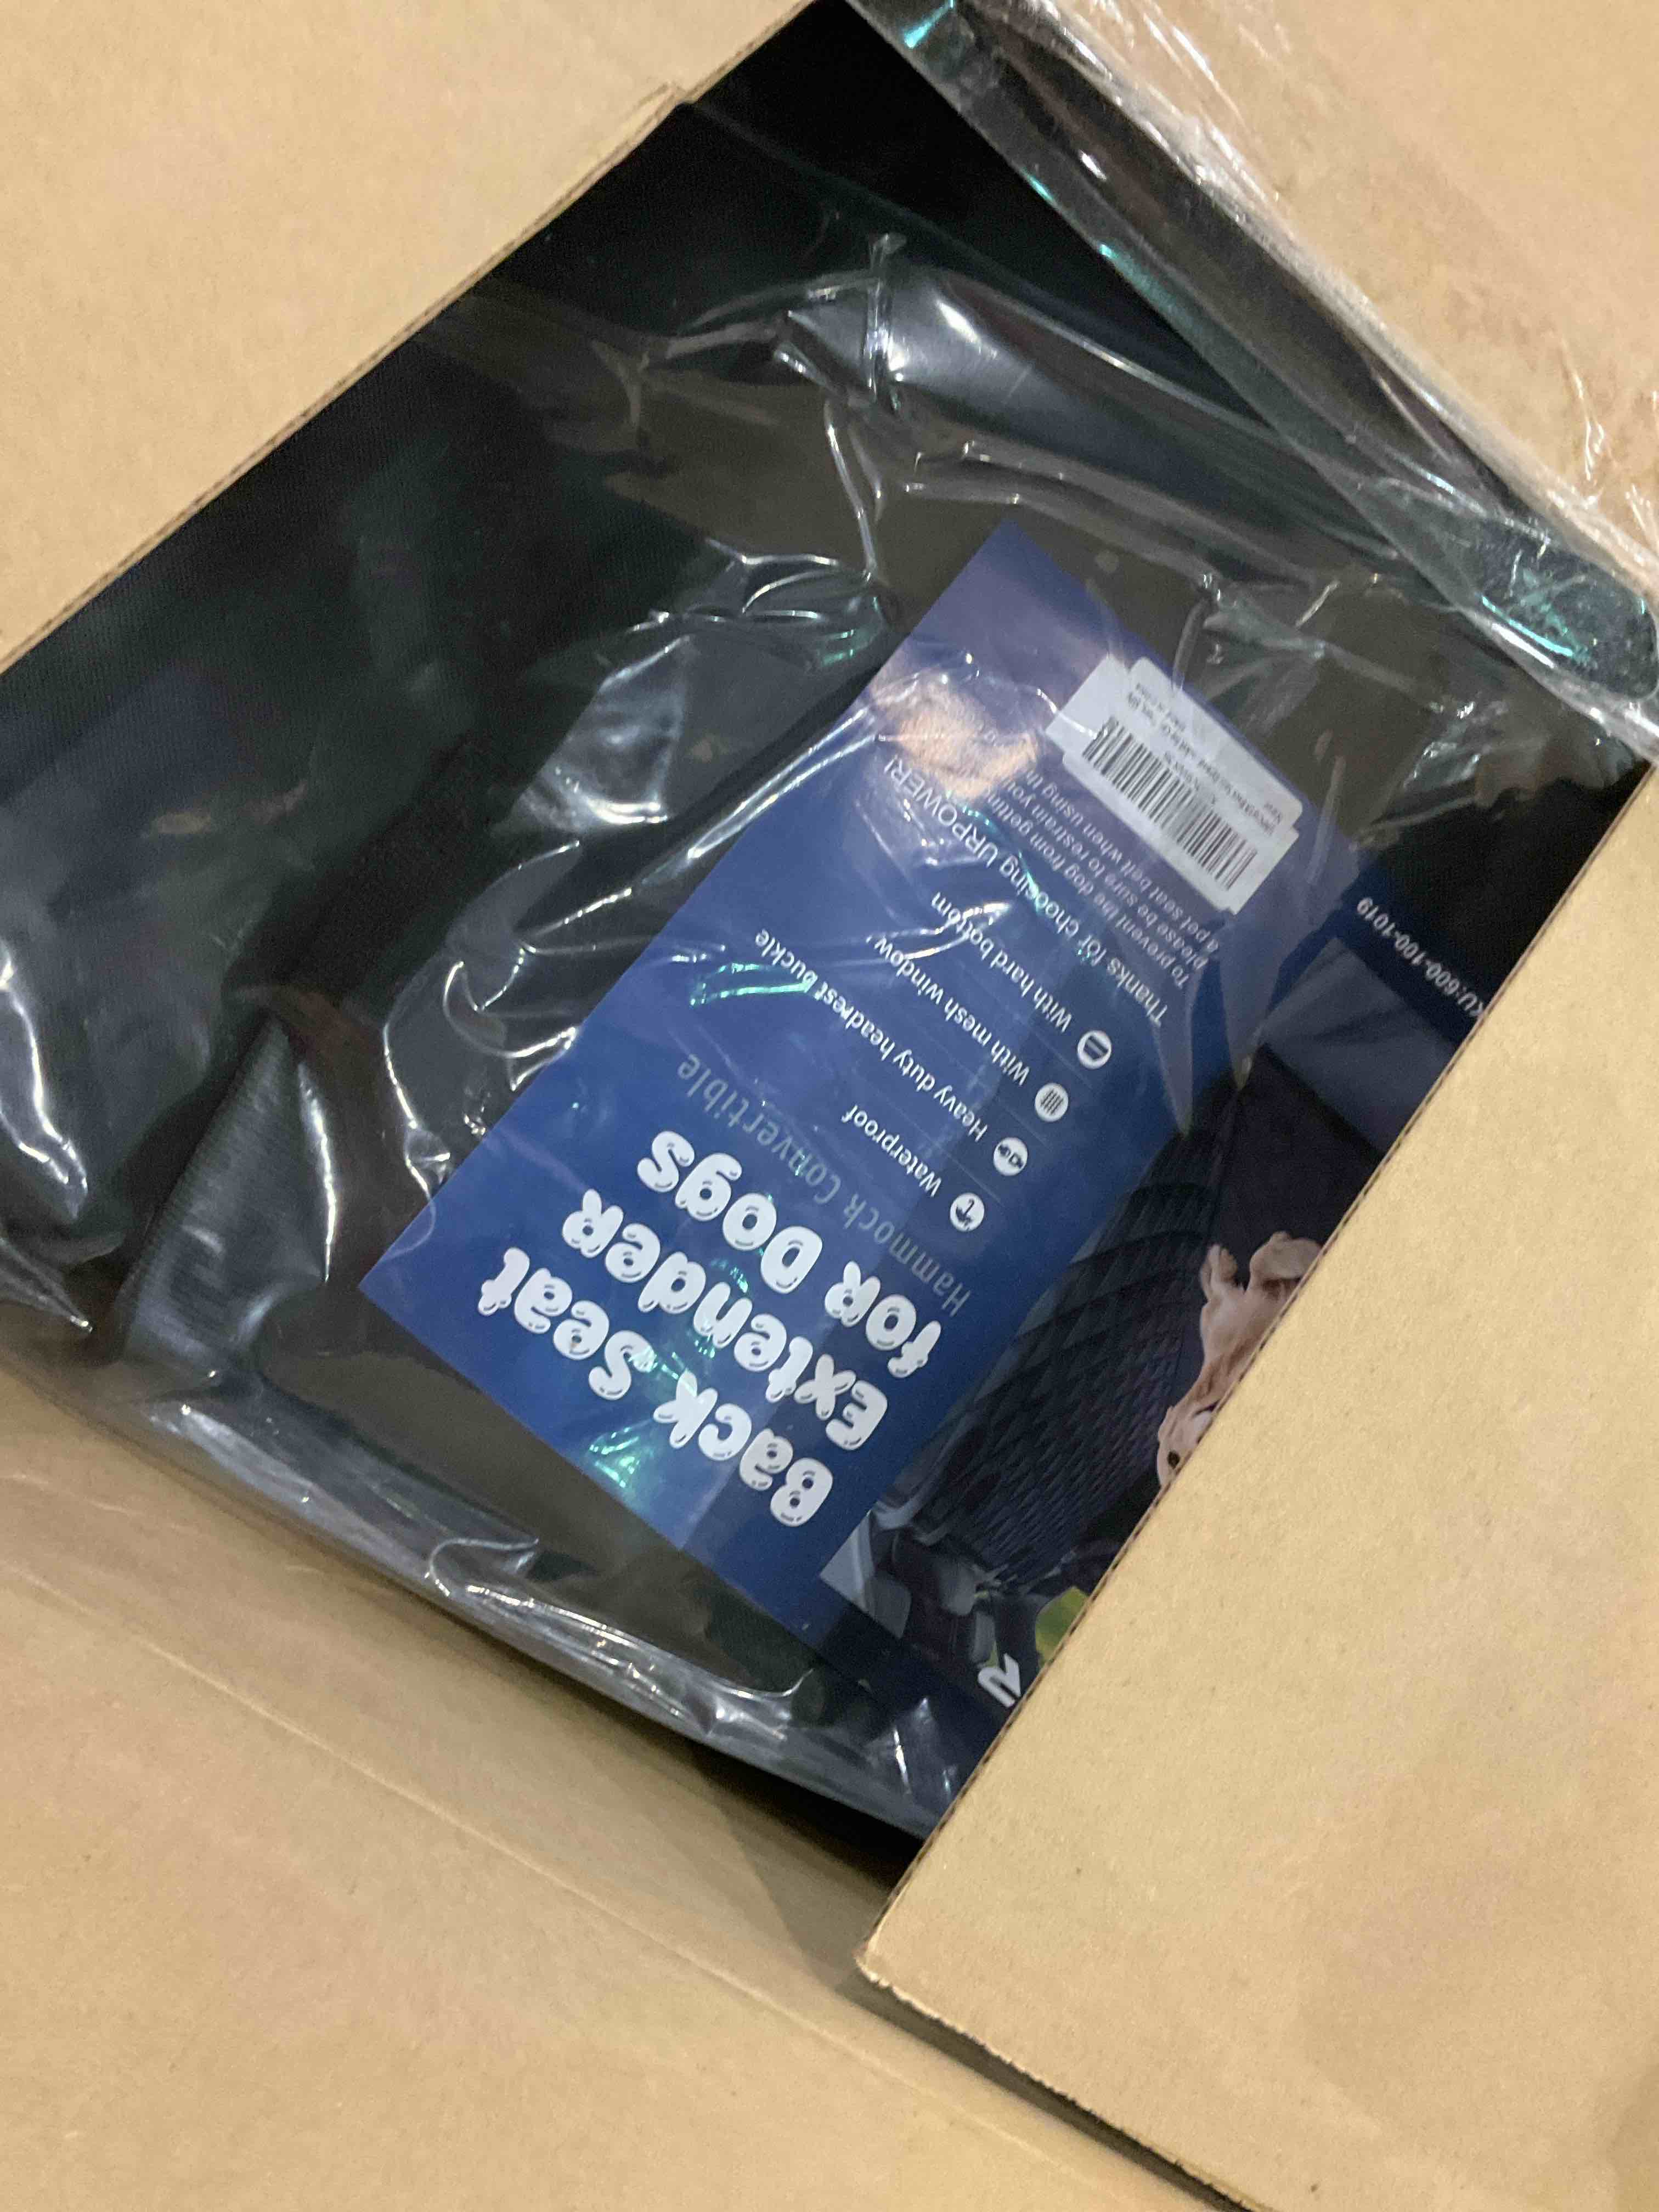 Back Seat
Extender
for Dogs
Hammock Convertible
Waterproof
Heavy duty headrest buckle
With mesh window
With hard bottom
Thanks for choosing URPOWER!
To prevent the dog from getting
please be sure to restrain you
a pet seat belt when using th
KU:600-100-1019
R